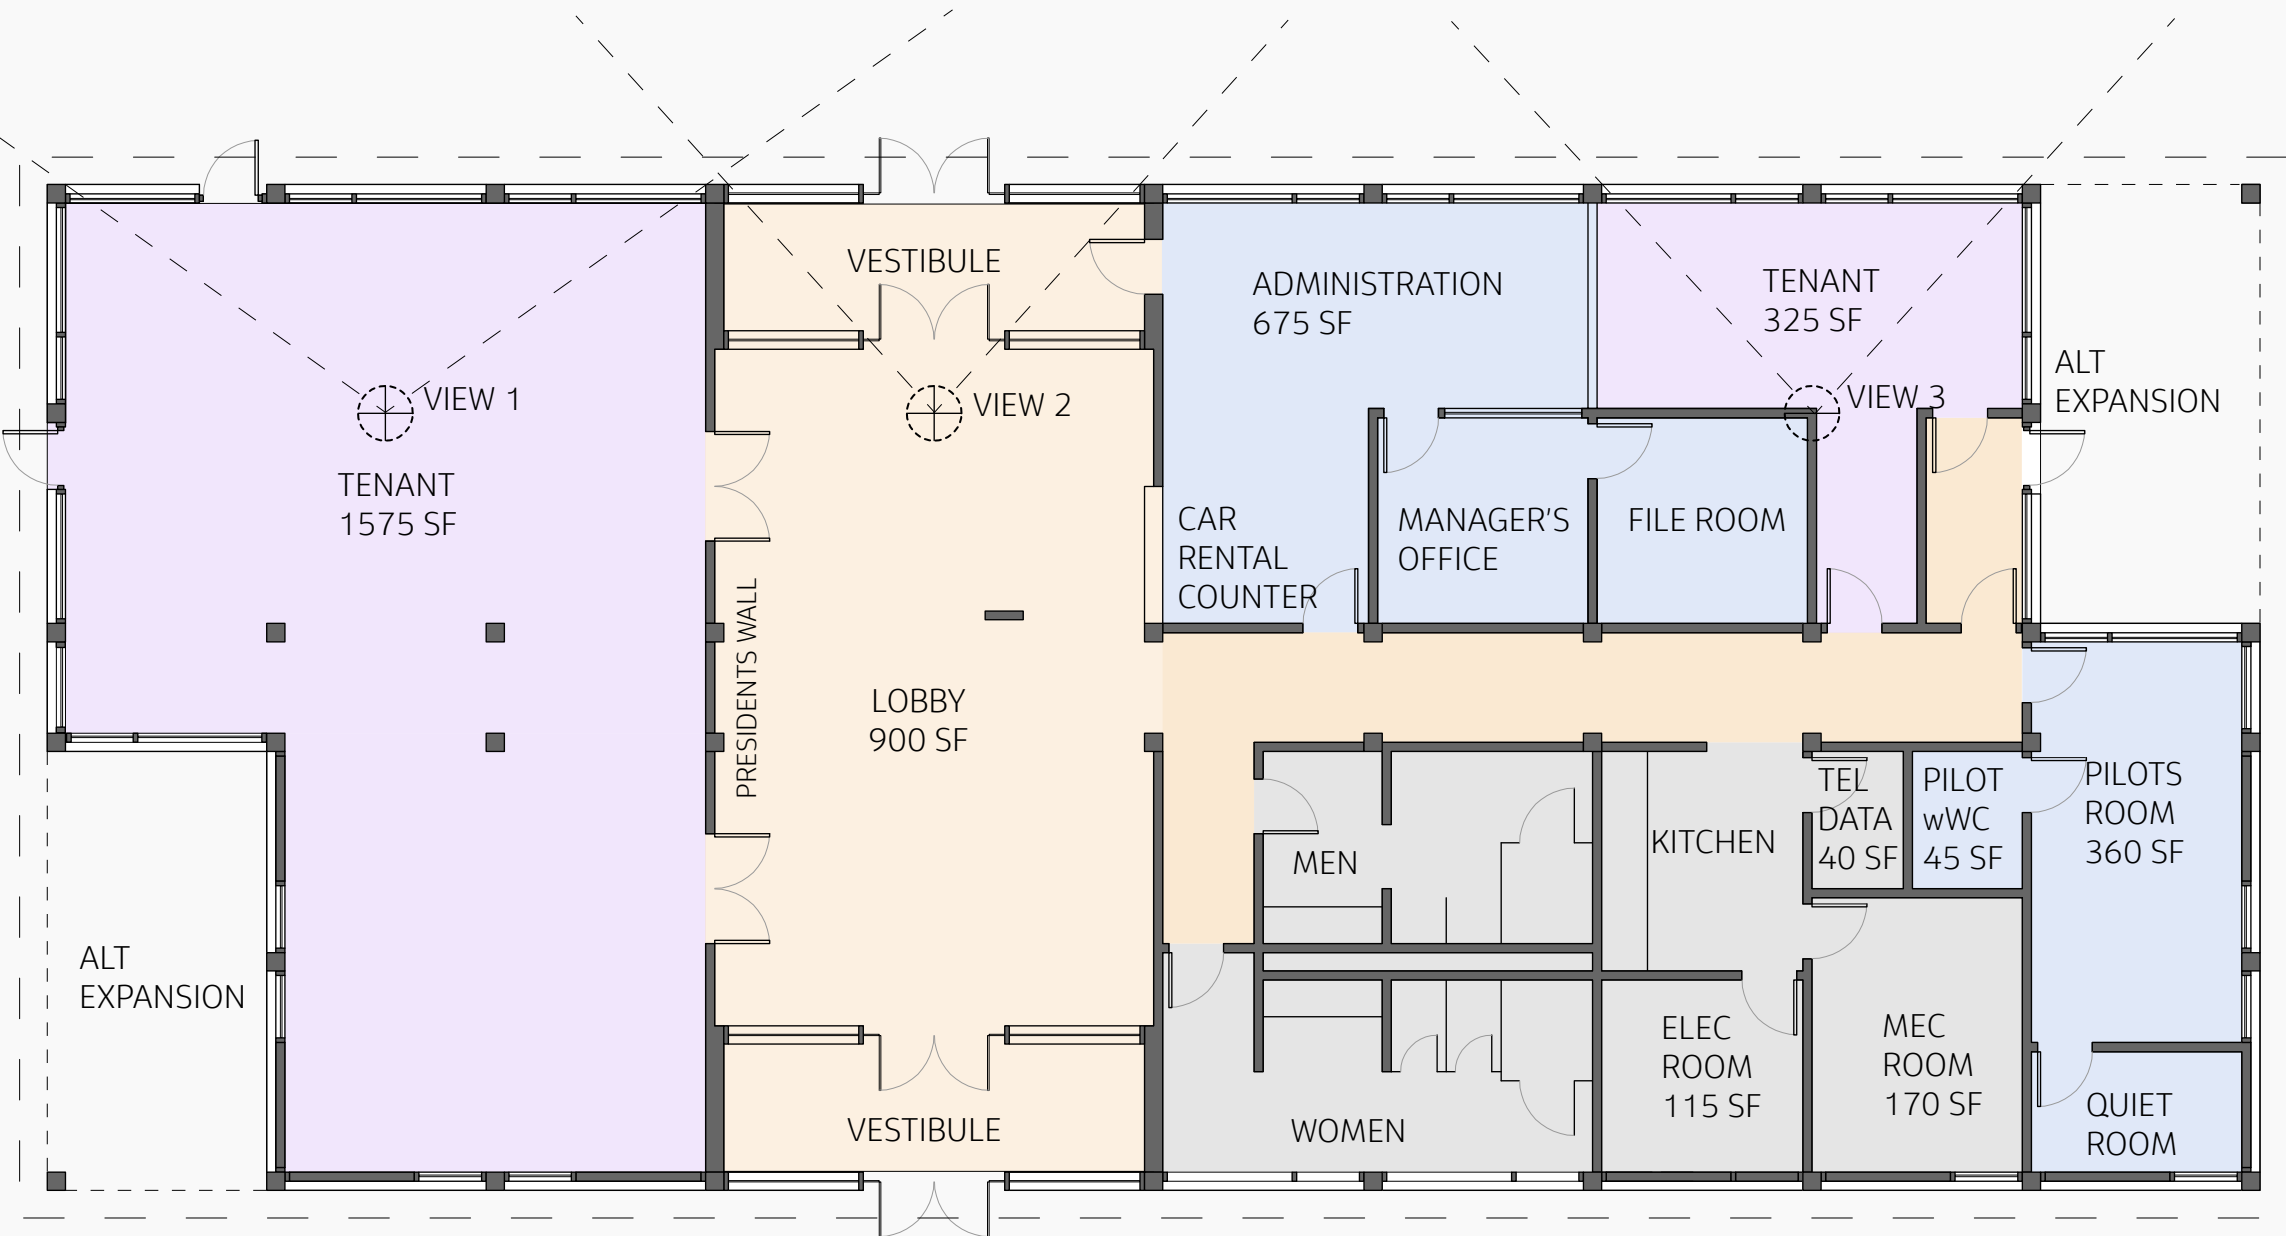 VESTIBULE
ADMINISTRATION
675 SF
TENANT
325 SF
ALT
EXPANSION
VIEW 1
VIEW 2
VIEW 3
TENANT
1575 SF
CAR
RENTAL
COUNTER
MANAGER'S
OFFICE
FILE ROOM
PRESIDENTS WALL
LOBBY
900 SF
MEN
KITCHEN
TEL
DATA
40 SF
PILOT
wWC
45 SF
PILOTS
ROOM
360 SF
ALT
EXPANSION
VESTIBULE
WOMEN
ELEC
ROOM
115 SF
MEC
ROOM
170 SF
QUIET
ROOM